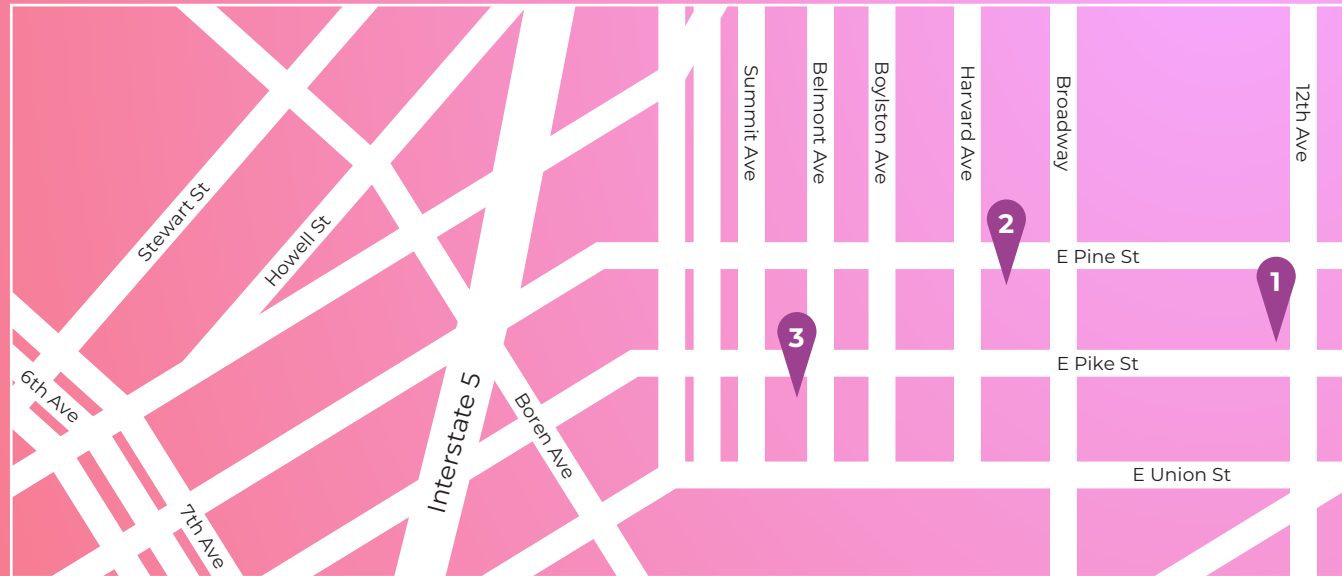 Summit Ave
Belmont Ave
Boylston Ave
Harvard Ave
Broadway
12th Ave
Stewart St
Howell St
2
E Pine St
1
3
E Pike St
6th Ave
Interstate 5
Boren Ave
E Union St
7th Ave